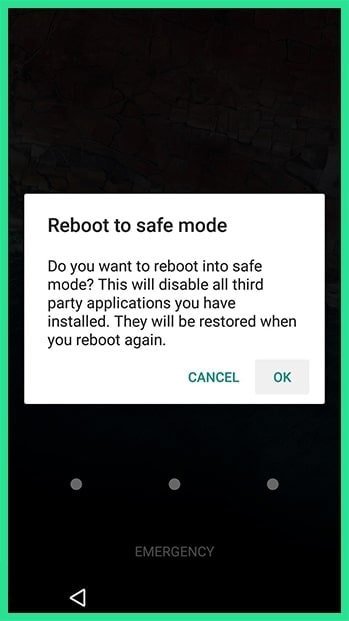 Reboot to safe mode
Do you want to reboot into safe
mode? This will disable all third
party applications you have
installed. They will be restored when
you reboot again.
CANCEL OK
EMERGENCY